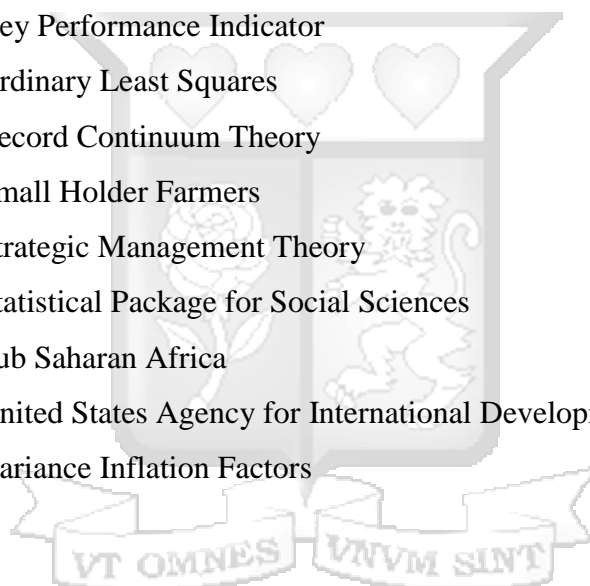 ey Performance Indicator
rdinary Least Squares
ecord Continuum Theory
mall Holder Farmers
trategic Management Theory
tatistical Package for Social Sciences
ub Saharan Africa
nited States Agency for International Develop
ariance Inflation Factors
VT OMNES VNVM SINT